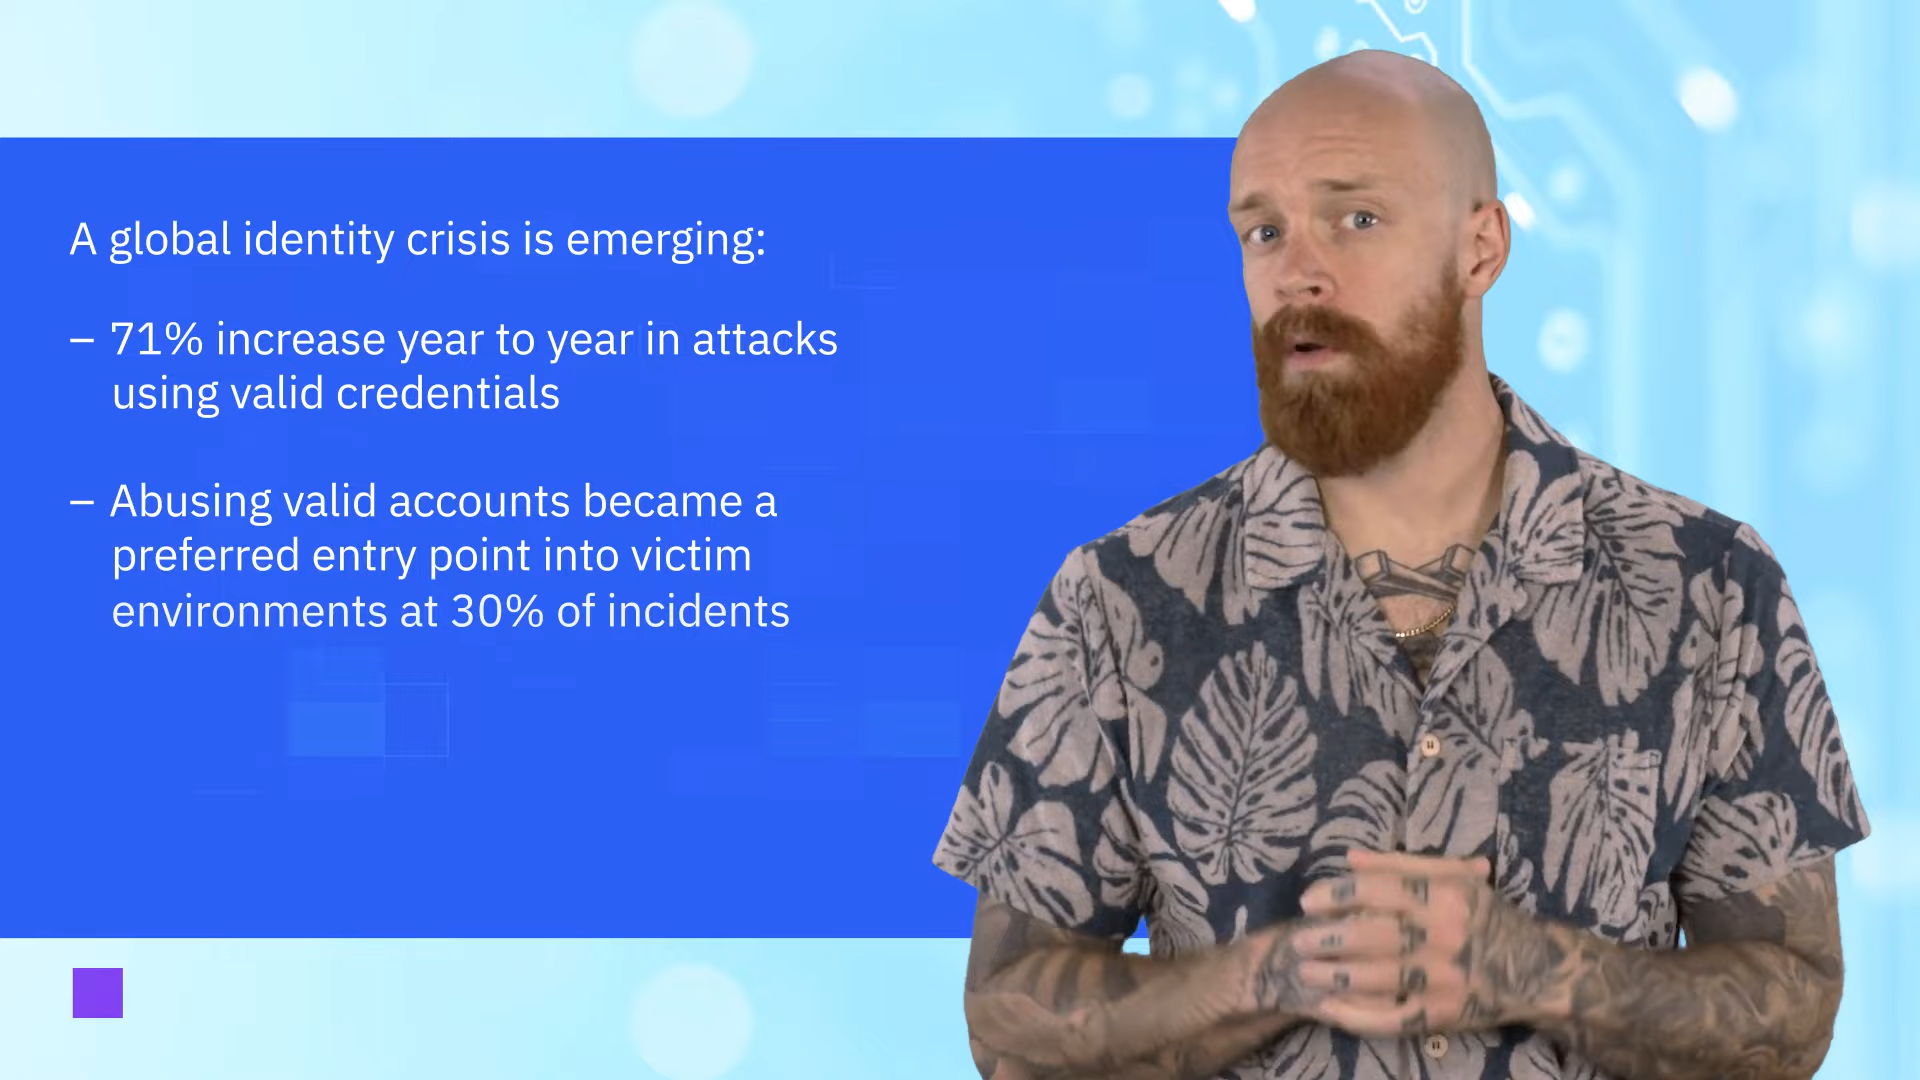 A global identity crisis is emerging:
– 71% increase year to year in attacks
using valid credentials
– Abusing valid accounts became a
preferred entry point into victim
environments at 30% of incidents